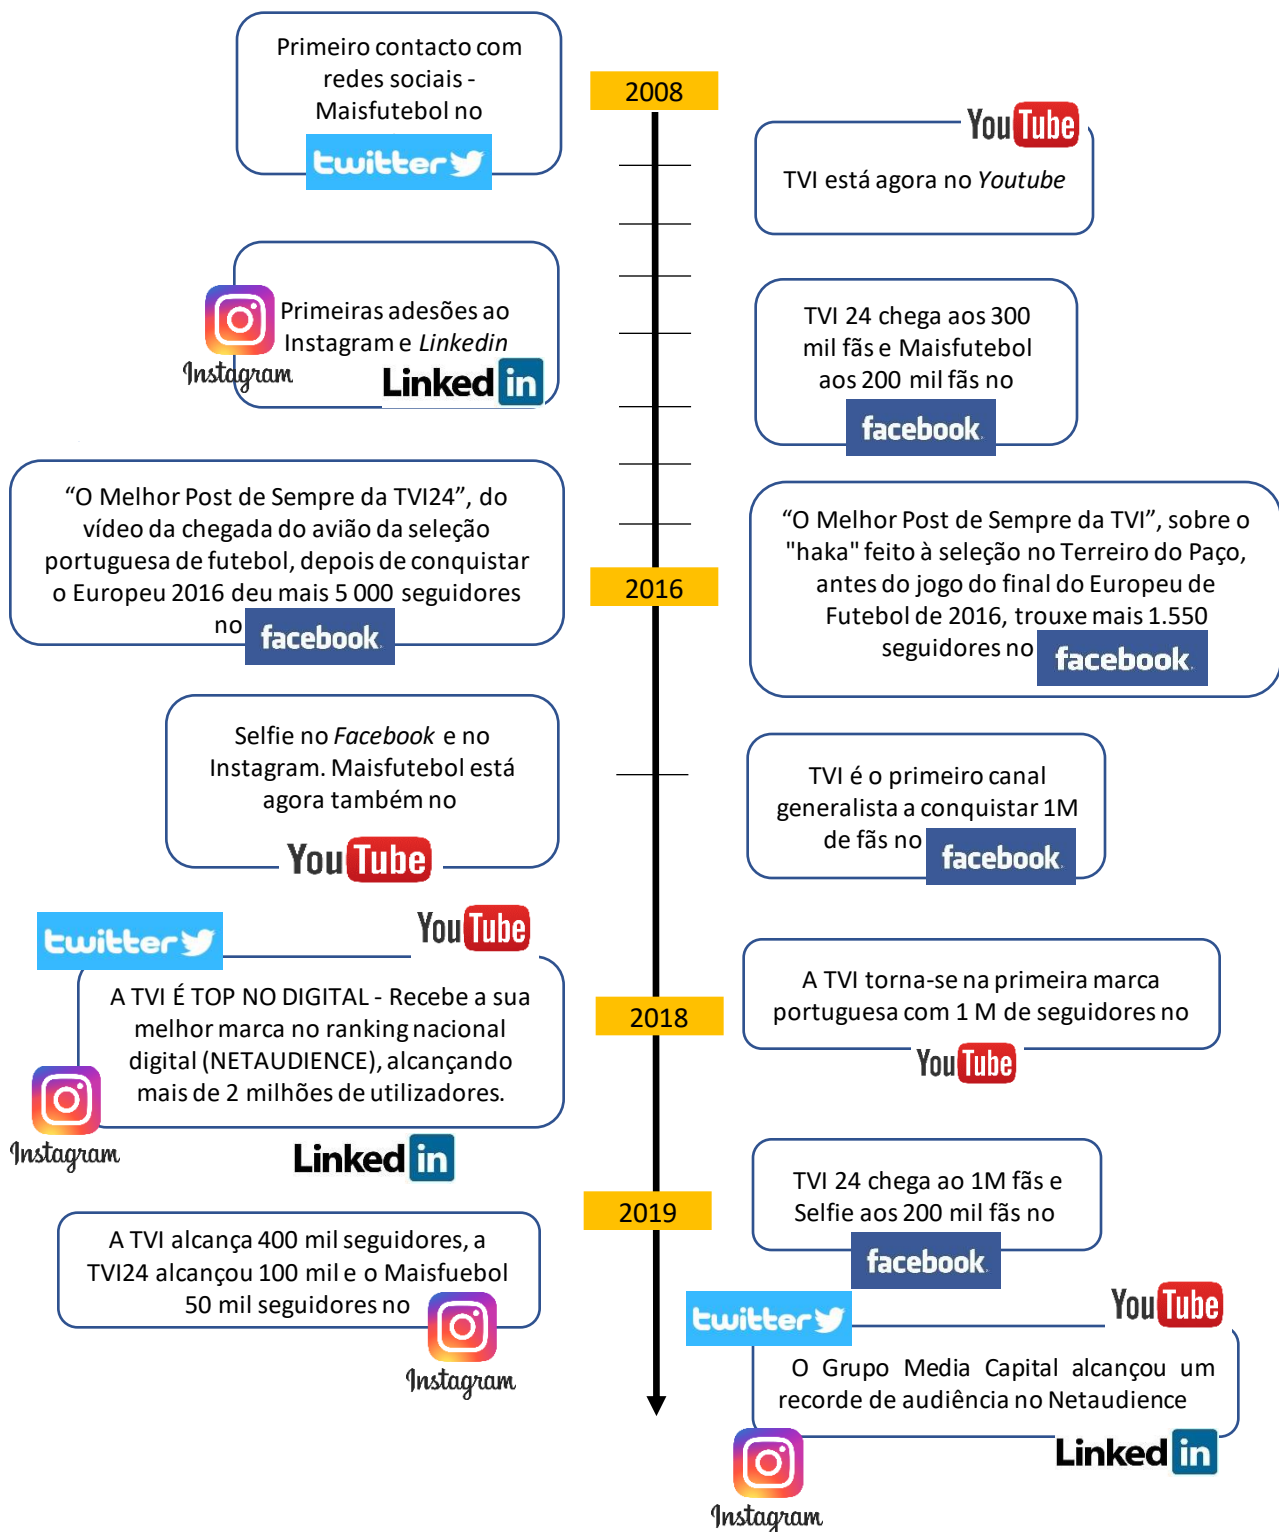 Primeiro contacto com
redes sociais -
Maisfutebol no
twitter
2008
YouTube
TVI está agora no Youtube
Primeiras adesões ao
Instagram e Linkedin
Instagram
Linked in
TVI 24 chega aos 300
mil fãs e Maisfutebol
aos 200 mil fãs no
facebook
“O Melhor Post de Sempre da TVI24”, do
vídeo da chegada do avião da seleção
portuguesa de futebol, depois de conquistar
o Europeu 2016 deu mais 5 000 seguidores
no
facebook
2016
“O Melhor Post de Sempre da TVI”, sobre o
"haka" feito à seleção no Terreiro do Paço,
antes do jogo do final do Europeu de
Futebol de 2016, trouxe mais 1.550
seguidores no
facebook
Selfie no Facebook e no
Instagram. Maisfutebol está
agora também no
YouTube
TVI é o primeiro canal
generalista a conquistar 1M
de fãs no
facebook
twitter
YouTube
A TVI É TOP NO DIGITAL - Recebe a sua
melhor marca no ranking nacional
digital (NETAUDIENCE), alcançando
mais de 2 milhões de utilizadores.
Instagram
Linked in
2018
A TVI torna-se na primeira marca
portuguesa com 1 M de seguidores no
YouTube
TVI 24 chega ao 1M fãs e
Selfie aos 200 mil fãs no
facebook
2019
A TVI alcança 400 mil seguidores, a
TVI24 alcançou 100 mil e o Maisfuebol
50 mil seguidores no
Instagram
twitter
YouTube
O Grupo Media Capital alcançou um
recorde de audiência no Netaudience
Instagram
Linked in